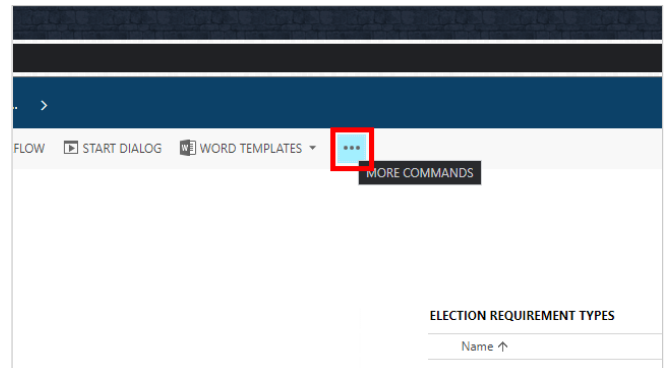 .. >
FLOW START DIALOG WORD TEMPLATES ...
MORE COMMANDS
ELECTION REQUIREMENT TYPES
Name ↑